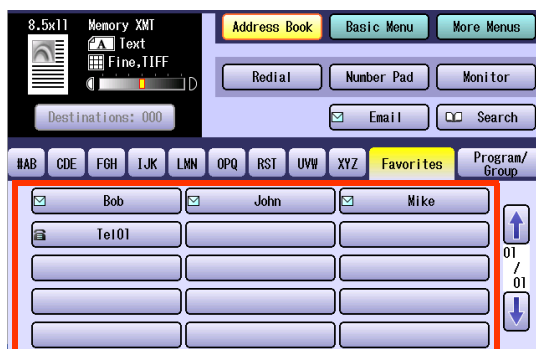 8.5x11 Memory XMT
A Text
Fine,TIFF
D
Destinations: 000
Address Book Basic Menu More Menus
Redial Number Pad Monitor
Email Search
#AB CDE FGH IJK LMN OPQ RST UVW XYZ Favorites Program/
Group
Bob John Mike
Tel01
01
/
01